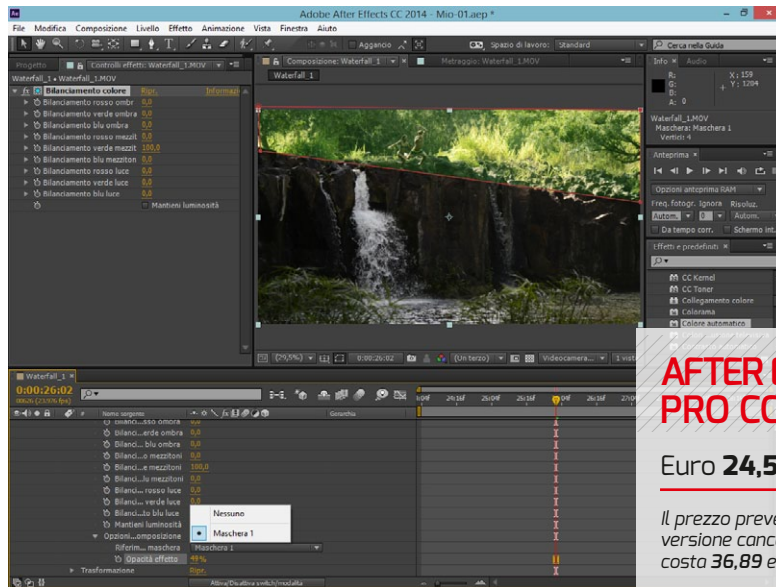 Adobe After Effects CC 2014 - Mio-01.aep *
File Modifica Composizione Livello Effetto Animazione Vista Finestra Aiuto
Aggancio
Spazio di lavoro: Standard
Cerca nella Guida
Progetto
Controlli effetti: Waterfall_1.MOV
Waterfall_1 • Waterfall_1.MOV
fx Bilanciamento colore Ripr. Informazi
Bilanciamento rosso ombr 0,0
Bilanciamento verde ombra 0,0
Bilanciamento blu ombra 0,0
Bilanciamento rosso mezzit 0,0
Bilanciamento verde mezzit 100,0
Bilanciamento blu mezziton 0,0
Bilanciamento rosso luce 0,0
Bilanciamento verde luce 0,0
Bilanciamento blu luce 0,0
Mantieni luminosità
Composizione: Waterfall_1
Metraggio: Waterfall_1.MOV
Waterfall_1
(29,5%)
0:00:26:02
(Un terzo)
Videocamera...
1 vist
Info
Audio
R:
G:
B:
A: 0
X: 159
Y: 1204
Waterfall_1.MOV
Maschera: Maschera 1
Vertici: 4
Anteprima
Opzioni anteprima RAM
Freq. fotogr. Ignora Risoluz.
Autom. 0 Autom.
Da tempo corr. Schermo int.
Effetti e predefiniti
CC Kernel
CC Toner
Collegamento colore
Colorama
Colore automatico
Waterfall_1
0:00:26:02
00626 (23.976 fps)
# Nome sorgente
Gerarchia
24:16f 25:04f 25:16f 26:16f
Bilanci...sso ombra 0,0
Bilanci...erde ombra 0,0
Bilanci... blu ombra 0,0
Bilanci...o mezzitoni 0,0
Bilanci...e mezzitoni 100,0
Bilanci...lu mezzitoni 0,0
Bilanci... rosso luce 0,0
Bilanci... verde luce 0,0
Bilanci...to blu luce
Mantieni luminosità
Opzioni...omposizione
Riferim... maschera Maschera 1
Opacità effetto 49%
Trasformazione Ripr.
Nessuno
Maschera 1
Attiva/Disattiva switch/modalità
AFTER
PRO CO
Euro 24,5
Il prezzo preve
versione canc
costo 36,89 e